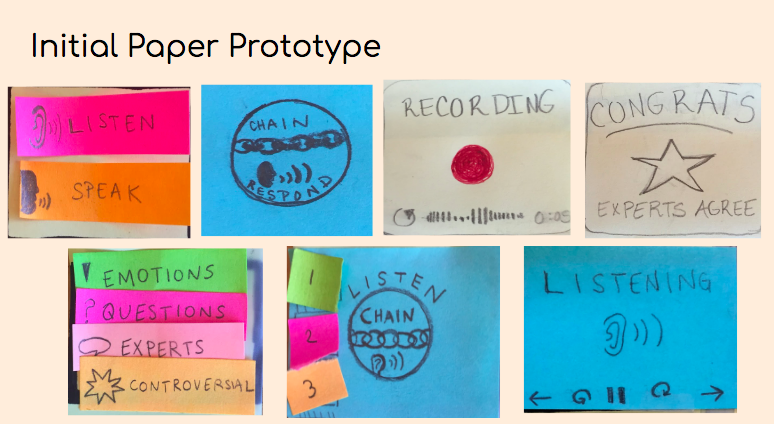 Initial Paper Prototype
LISTEN
SPEAK
CHAIN
RESPOND
RECORDING
0:05
CONGRATS
EXPERTS AGREE
! EMOTIONS
? QUESTIONS
EXPERTS
CONTROVERSIAL
1
2
3
LISTEN
CHAIN
LISTENING